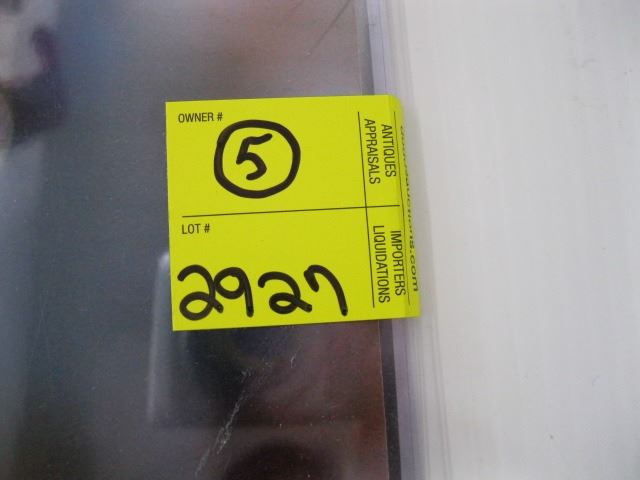 OWNER #
5
LOT #
2927
ANTIQUES
APPRAISALS
IMPORTERS
LIQUIDATIONS